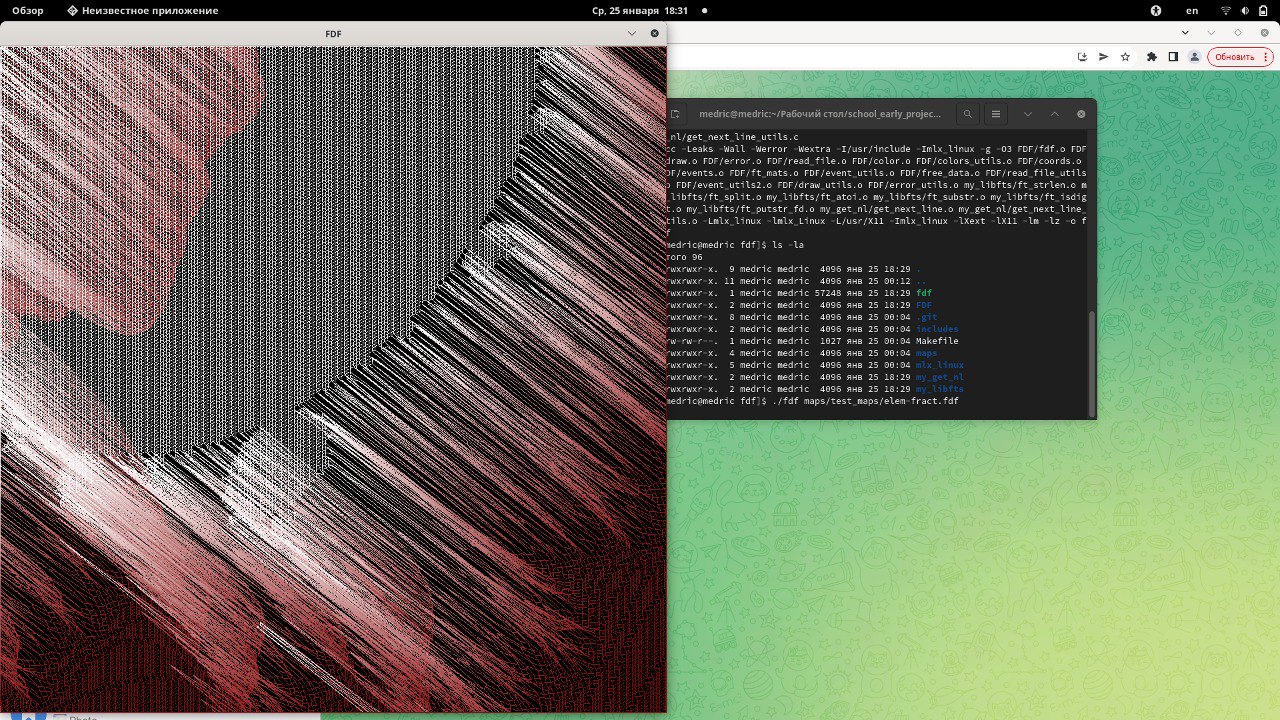 Обзор
Неизвестное приложение
Ср, 25 января 18:31
en
FDF
Обновить
medric@medric:~/Рабочий стол/school_early_projec...
nl/get_next_line_utils.c
c -Leaks -Wall -Werror -Wextra -I/usr/include -Imlx_linux -g -O3 FDF/fdf.o FDF
raw.o FDF/error.o FDF/read_file.o FDF/color.o FDF/colors_utils.o FDF/coords.o
F/events.o FDF/ft_mats.o FDF/event_utils.o FDF/free_data.o FDF/read_file_utils
o FDF/event_utils2.o FDF/draw_utils.o FDF/error_utils.o my_libfts/ft_strlen.o m
_libfts/ft_split.o my_libfts/ft_atoi.o my_libfts/ft_substr.o my_libfts/ft_isdig
t.o my_libfts/ft_putstr_fd.o my_get_nl/get_next_line.o my_get_nl/get_next_line_
tils.o -Lmlx_linux -lmlx_Linux -L/usr/X11 -Imlx_linux -lXext -lX11 -lm -lz -o f
f
medric@medric fdf]$ ls -la
того 96
rwxrwxr-x. 9 medric medric 4096 янв 25 18:29 .
rwxrwxr-x. 11 medric medric 4096 янв 25 00:12 ..
rwxrwxr-x. 1 medric medric 57248 янв 25 18:29 fdf
rwxrwxr-x. 2 medric medric 4096 янв 25 18:29 FDF
rwxrwxr-x. 8 medric medric 4096 янв 25 00:04 .git
rwxrwxr-x. 2 medric medric 4096 янв 25 00:04 includes
rw-rw-r--. 1 medric medric 1027 янв 25 00:04 Makefile
rwxrwxr-x. 4 medric medric 4096 янв 25 00:04 maps
rwxrwxr-x. 5 medric medric 4096 янв 25 00:04 mlx_linux
rwxrwxr-x. 2 medric medric 4096 янв 25 18:29 my_get_nl
rwxrwxr-x. 2 medric medric 4096 янв 25 18:29 my_libfts
medric@medric fdf]$ ./fdf maps/test_maps/elem-fract.fdf
Photo